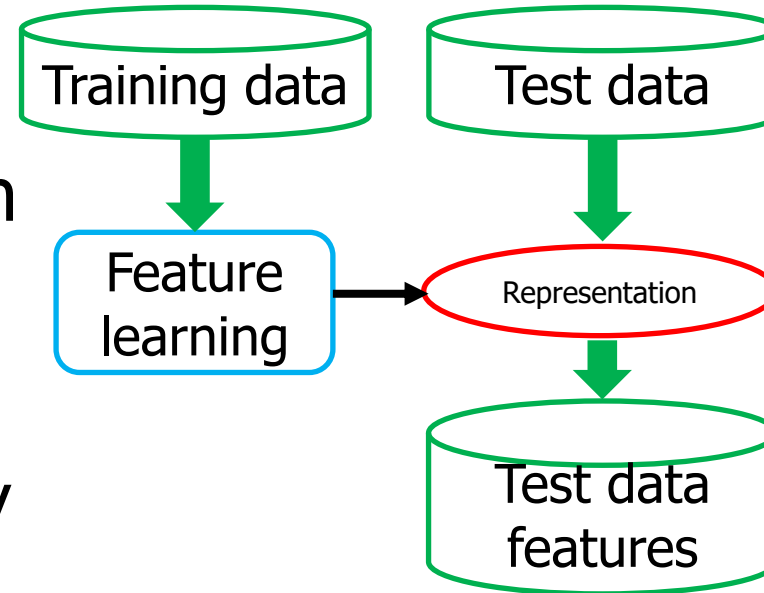 Training data
Test data
n
Feature
learning
Representation
y
Test data
features